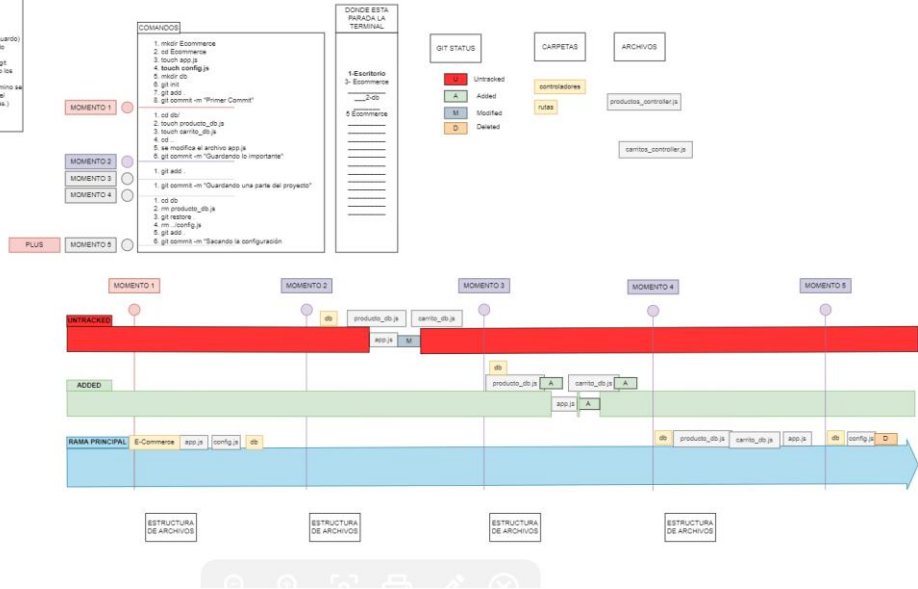 uardo)
git
o los
mino se
el
s.)
COMANDOS
1. mkdir Ecommerce
2. cd Ecommerce
3. touch app.js
4. touch config.js
5. mkdir db
6. git init
7. git add .
8. git commit -m "Primer Commit"
1. cd db/
2. touch producto_db.js
3. touch carrito_db.js
4. cd ..
5. se modifica el archivo app.js
6. git commit -m "Guardando lo importante"
1. git add .
1. git commit -m "Guardando una parte del proyecto"
1. cd db
2. rm producto_db.js
3. git restore .
4. rm ../config.js
5. git add .
6. git commit -m "Sacando la configuración
MOMENTO 1
MOMENTO 2
MOMENTO 3
MOMENTO 4
PLUS
MOMENTO 5
DONDE ESTA
PARADA LA
TERMINAL
1-Escritorio
3- Ecommerce
___2-db
5 Ecommerce
GIT STATUS
U Untracked
A Added
M Modified
D Deleted
CARPETAS
controladores
rutas
ARCHIVOS
productos_controller.js
carritos_controller.js
MOMENTO 1
MOMENTO 2
MOMENTO 3
MOMENTO 4
MOMENTO 5
UNTRACKED
db
producto_db.js
carrito_db.js
app.js
M
db
ADDED
producto_db.js
A
carrito_db.js
A
app.js
A
RAMA PRINCIPAL
E-Commerce
app.js
config.js
db
db
producto_db.js
carrito_db.js
app.js
db
config.js
D
ESTRUCTURA
DE ARCHIVOS
ESTRUCTURA
DE ARCHIVOS
ESTRUCTURA
DE ARCHIVOS
ESTRUCTURA
DE ARCHIVOS